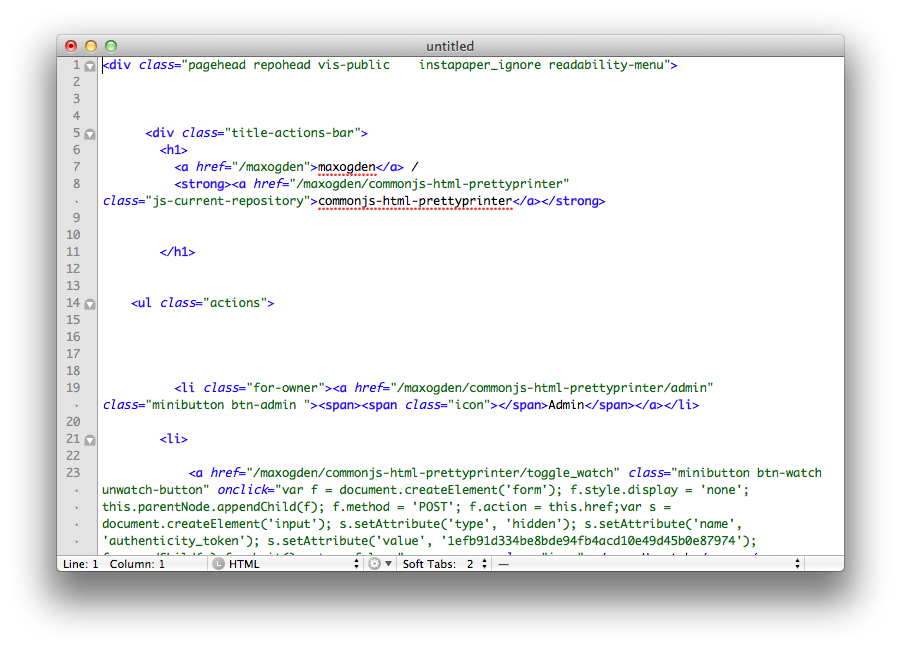 untitled
1 <div class="pagehead repohead vis-public    instapaper_ignore readability-menu">
2
3
4
5 <div class="title-actions-bar">
6 <h1>
7 <a href="/maxogden">maxogden</a> /
8 <strong><a href="/maxogden/commonjs-html-prettyprinter"
· class="js-current-repository">commonjs-html-prettyprinter</a></strong>
9
10
11 </h1>
12
13
14 <ul class="actions">
15
16
17
18
19 <li class="for-owner"><a href="/maxogden/commonjs-html-prettyprinter/admin"
· class="minibutton btn-admin "><span><span class="icon"></span>Admin</span></a></li>
20
21 <li>
22
23 <a href="/maxogden/commonjs-html-prettyprinter/toggle_watch" class="minibutton btn-watch
· unwatch-button" onclick="var f = document.createElement('form'); f.style.display = 'none';
· this.parentNode.appendChild(f); f.method = 'POST'; f.action = this.href;var s =
· document.createElement('input'); s.setAttribute('type', 'hidden'); s.setAttribute('name',
· 'authenticity_token'); s.setAttribute('value', '1efb91d334be8bde94fb4acd10e49d45b0e87974');
Line: 1 Column: 1 HTML Soft Tabs: 2 —